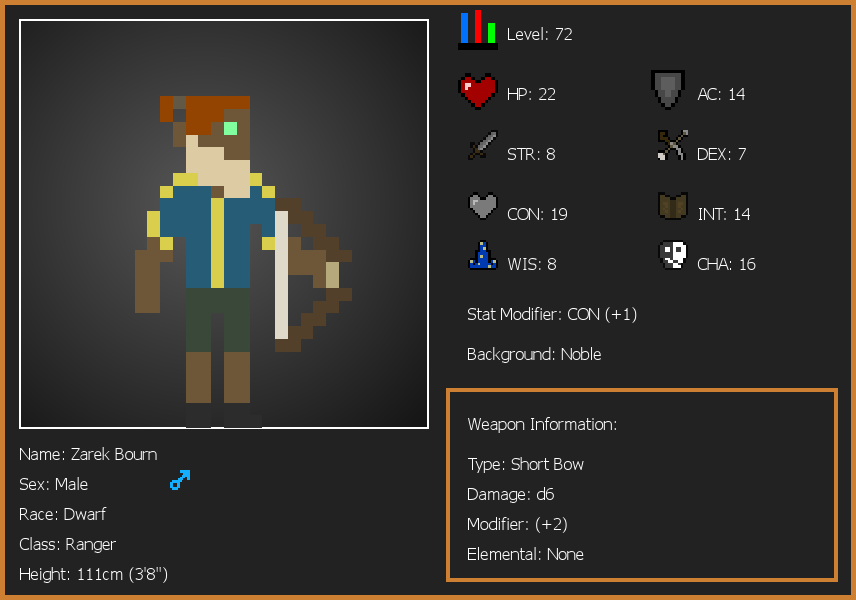 Level: 72
HP: 22
AC: 14
STR: 8
DEX: 7
CON: 19
INT: 14
WIS: 8
CHA: 16
Stat Modifier: CON (+1)
Background: Noble
Weapon Information:
Type: Short Bow
Damage: d6
Modifier: (+2)
Elemental: None
Name: Zarek Bourn
Sex: Male
Race: Dwarf
Class: Ranger
Height: 111cm (3'8")